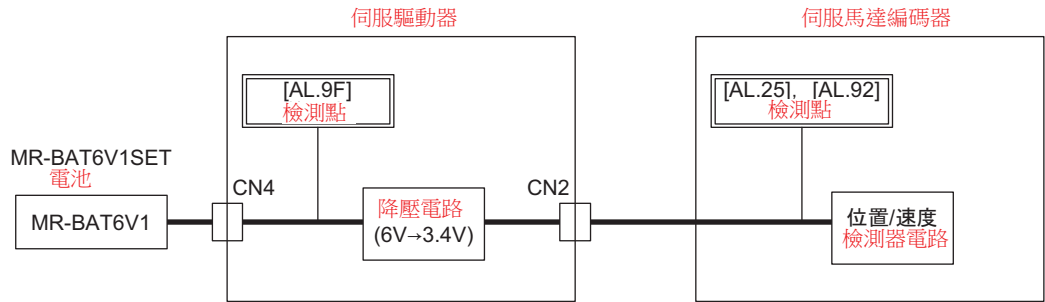 伺服驅動器
伺服馬達編碼器
[AL.9F]
檢測點
[AL.25], [AL.92]
檢測點
MR-BAT6V1SET
電池
MR-BAT6V1
CN4
降壓電路
(6V→3.4V)
CN2
位置/速度
檢測器電路